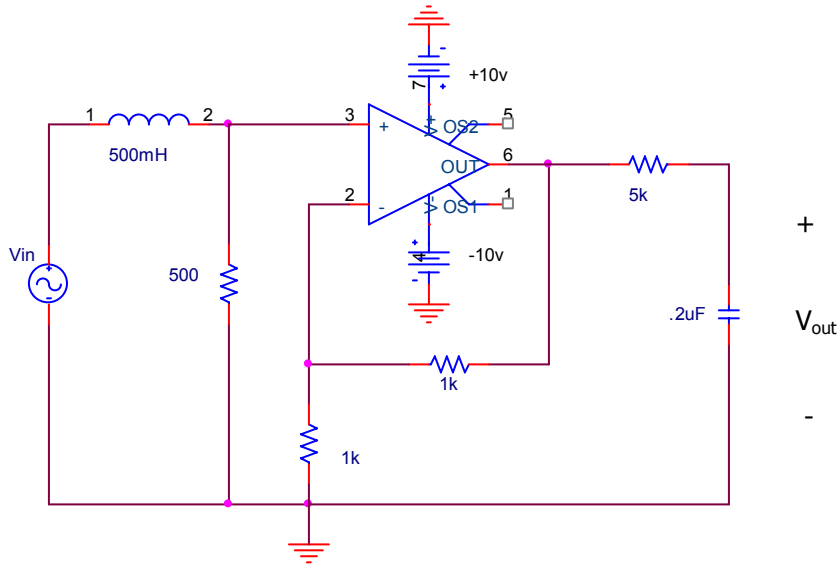 +10v
7
1
2
3
+
V+
OS2
5
500mH
OUT
6
2
-
V-
OS1
1
5k
+
Vin
500
4
-10v
.2uF
Vout
1k
-
1k